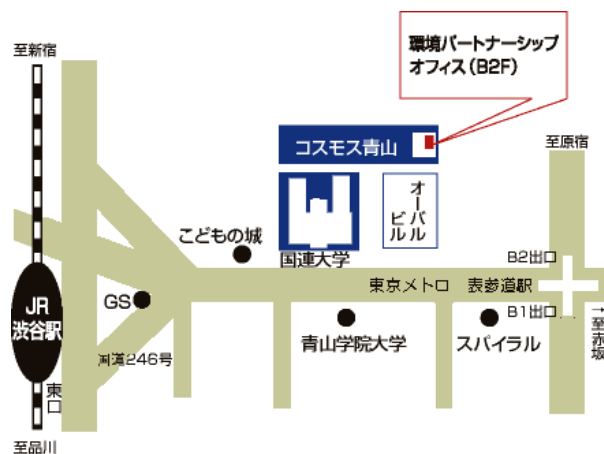 至新宿
環境パートナーシップ
オフィス(B2F)
コスモス青山
至原宿
オーバル
ビル
こどもの城
国連大学
B2出口
東京メトロ 表参道駅
JR
渋谷駅
GS
B1出口
→至赤坂
青山学院大学
スパイラル
国道246号
東口
至品川